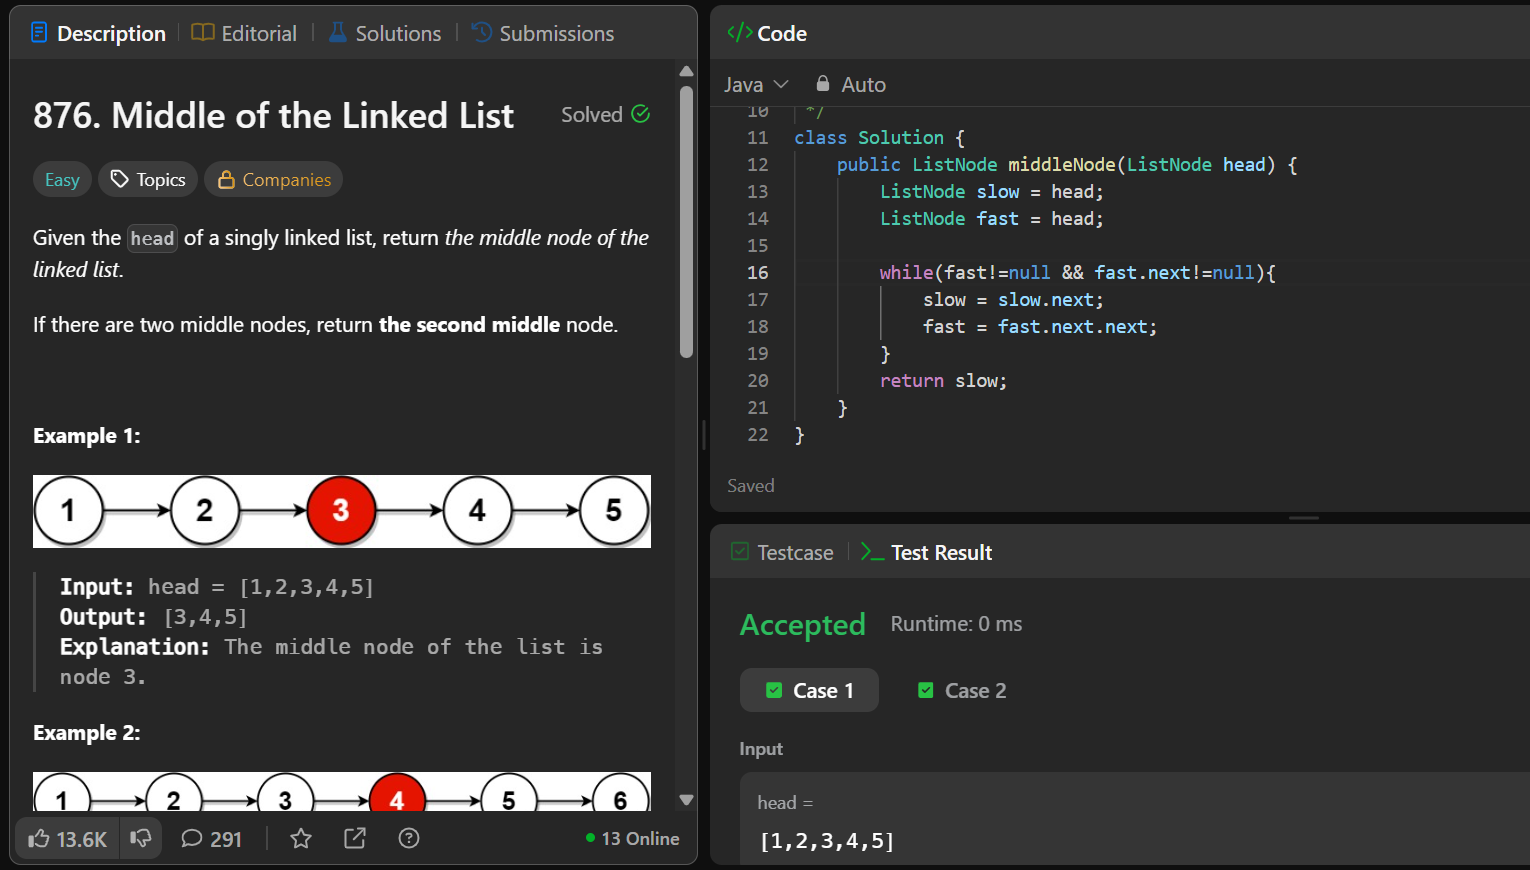 Description | Editorial | Solutions | Submissions
876. Middle of the Linked List
Solved
Easy Topics Companies
Given the head of a singly linked list, return the middle node of the
linked list.
If there are two middle nodes, return the second middle node.
Example 1:
1 2 3 4 5
Input: head = [1,2,3,4,5]
Output: [3,4,5]
Explanation: The middle node of the list is
node 3.
Example 2:
1 2 3 4 5 6
13.6K 291 13 Online
</> Code
Java Auto
10 */
11 class Solution {
12 public ListNode middleNode(ListNode head) {
13 ListNode slow = head;
14 ListNode fast = head;
15
16 while(fast!=null && fast.next!=null){
17 slow = slow.next;
18 fast = fast.next.next;
19 }
20 return slow;
21 }
22 }
Saved
Testcase | >_ Test Result
Accepted Runtime: 0 ms
Case 1 Case 2
Input
head =
[1,2,3,4,5]